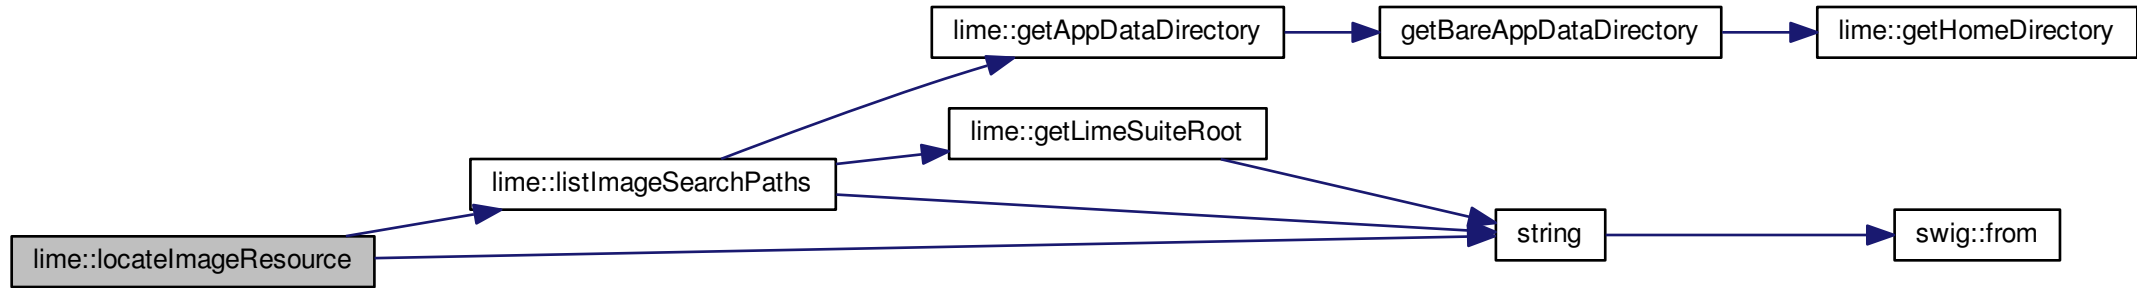 lime::getAppDataDirectory
getBareAppDataDirectory
lime::getHomeDirectory
lime::getLimeSuiteRoot
lime::listImageSearchPaths
string
swig::from
lime::locateImageResource